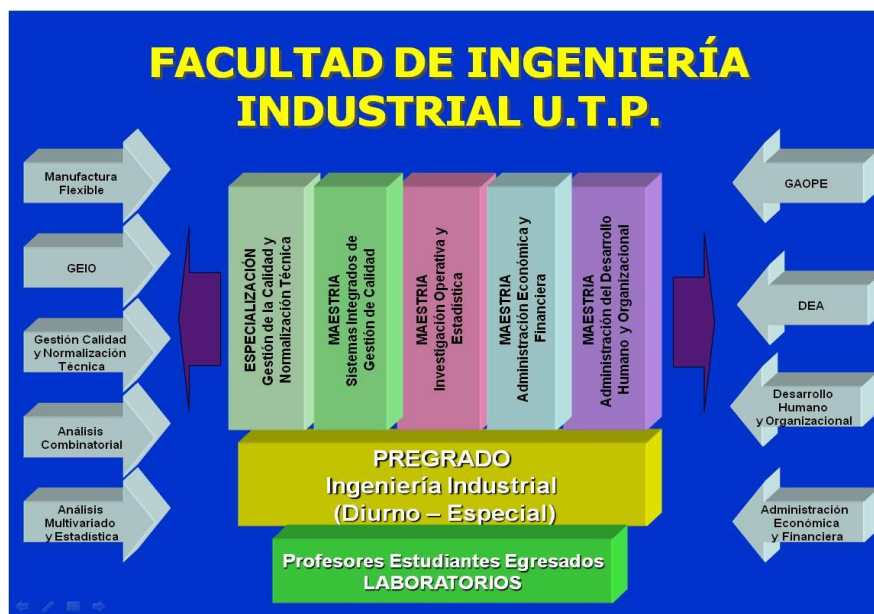 FACULTAD DE INGENIERÍA
INDUSTRIAL U.T.P.
Manufactura
Flexible
GEIO
Gestión Calidad
y Normalización
Técnica
Análisis
Combinatorial
Análisis
Multivariado
y Estadística
ESPECIALIZACIÓN
Gestión de la Calidad y
Normalización Técnica
MAESTRIA
Sistemas Integrados de
Gestión de Calidad
MAESTRIA
Investigación Operativa y
Estadística
MAESTRIA
Administración Económica y
Financiera
MAESTRIA
Administración del Desarrollo
Humano y Organizacional
GAOPE
DEA
Desarrollo
Humano
y Organizacional
Administración
Económica
y Financiera
PREGRADO
Ingeniería Industrial
(Diurno – Especial)
Profesores Estudiantes Egresados
LABORATORIOS